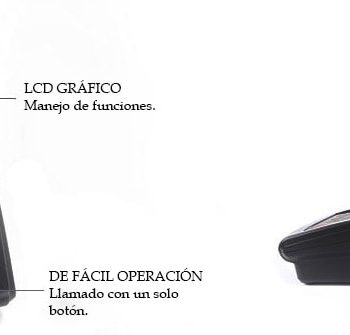 LCD GRÁFICO
Manejo de funciones.
DE FÁCIL OPERACIÓN
Llamado con un solo
botón.